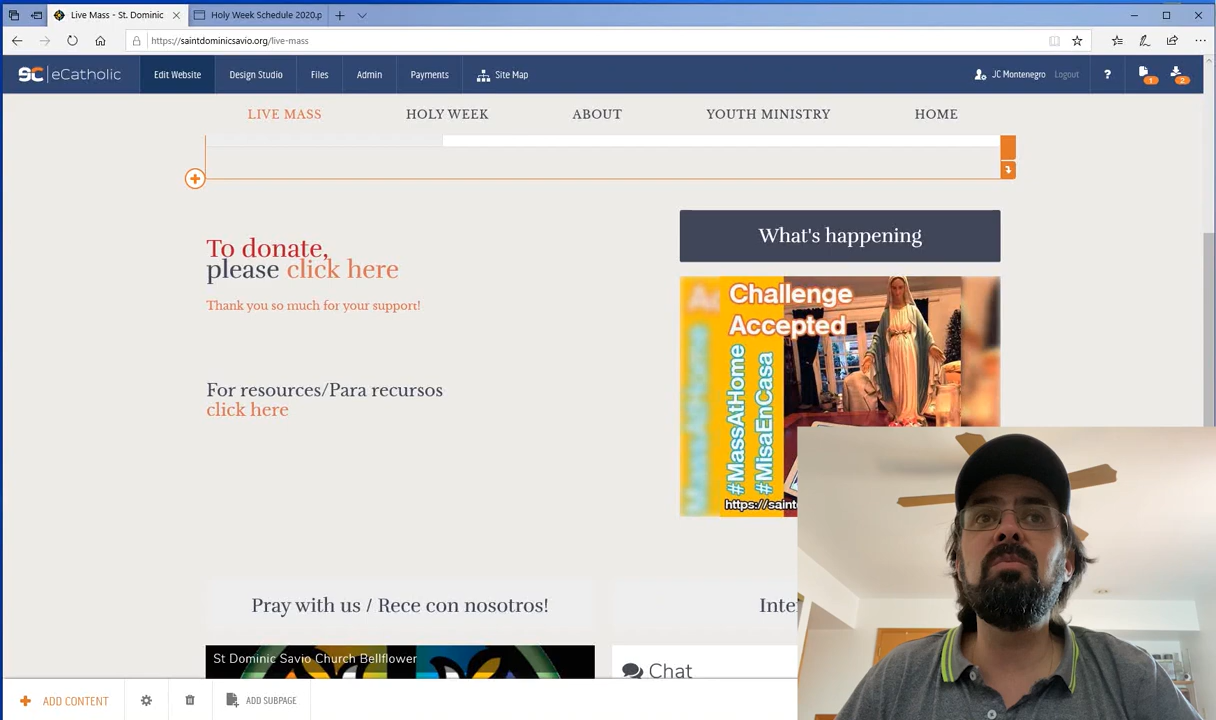 Live Mass - St. Dominic
Holy Week Schedule 2020.p
https://saintdominicsavio.org/live-mass
SC eCatholic
Edit Website
Design Studio
Files
Admin
Payments
Site Map
JC Montenegro
Logout
?
1
2
LIVE MASS
HOLY WEEK
ABOUT
YOUTH MINISTRY
HOME
To donate,
please click here
Thank you so much for your support!
For resources/Para recursos
click here
What's happening
Challenge
Accepted
#MassAtHome
#MisaEnCasa
Pray with us / Rece con nosotros!
St Dominic Savio Church Bellflower
Chat
ADD CONTENT
ADD SUBPAGE